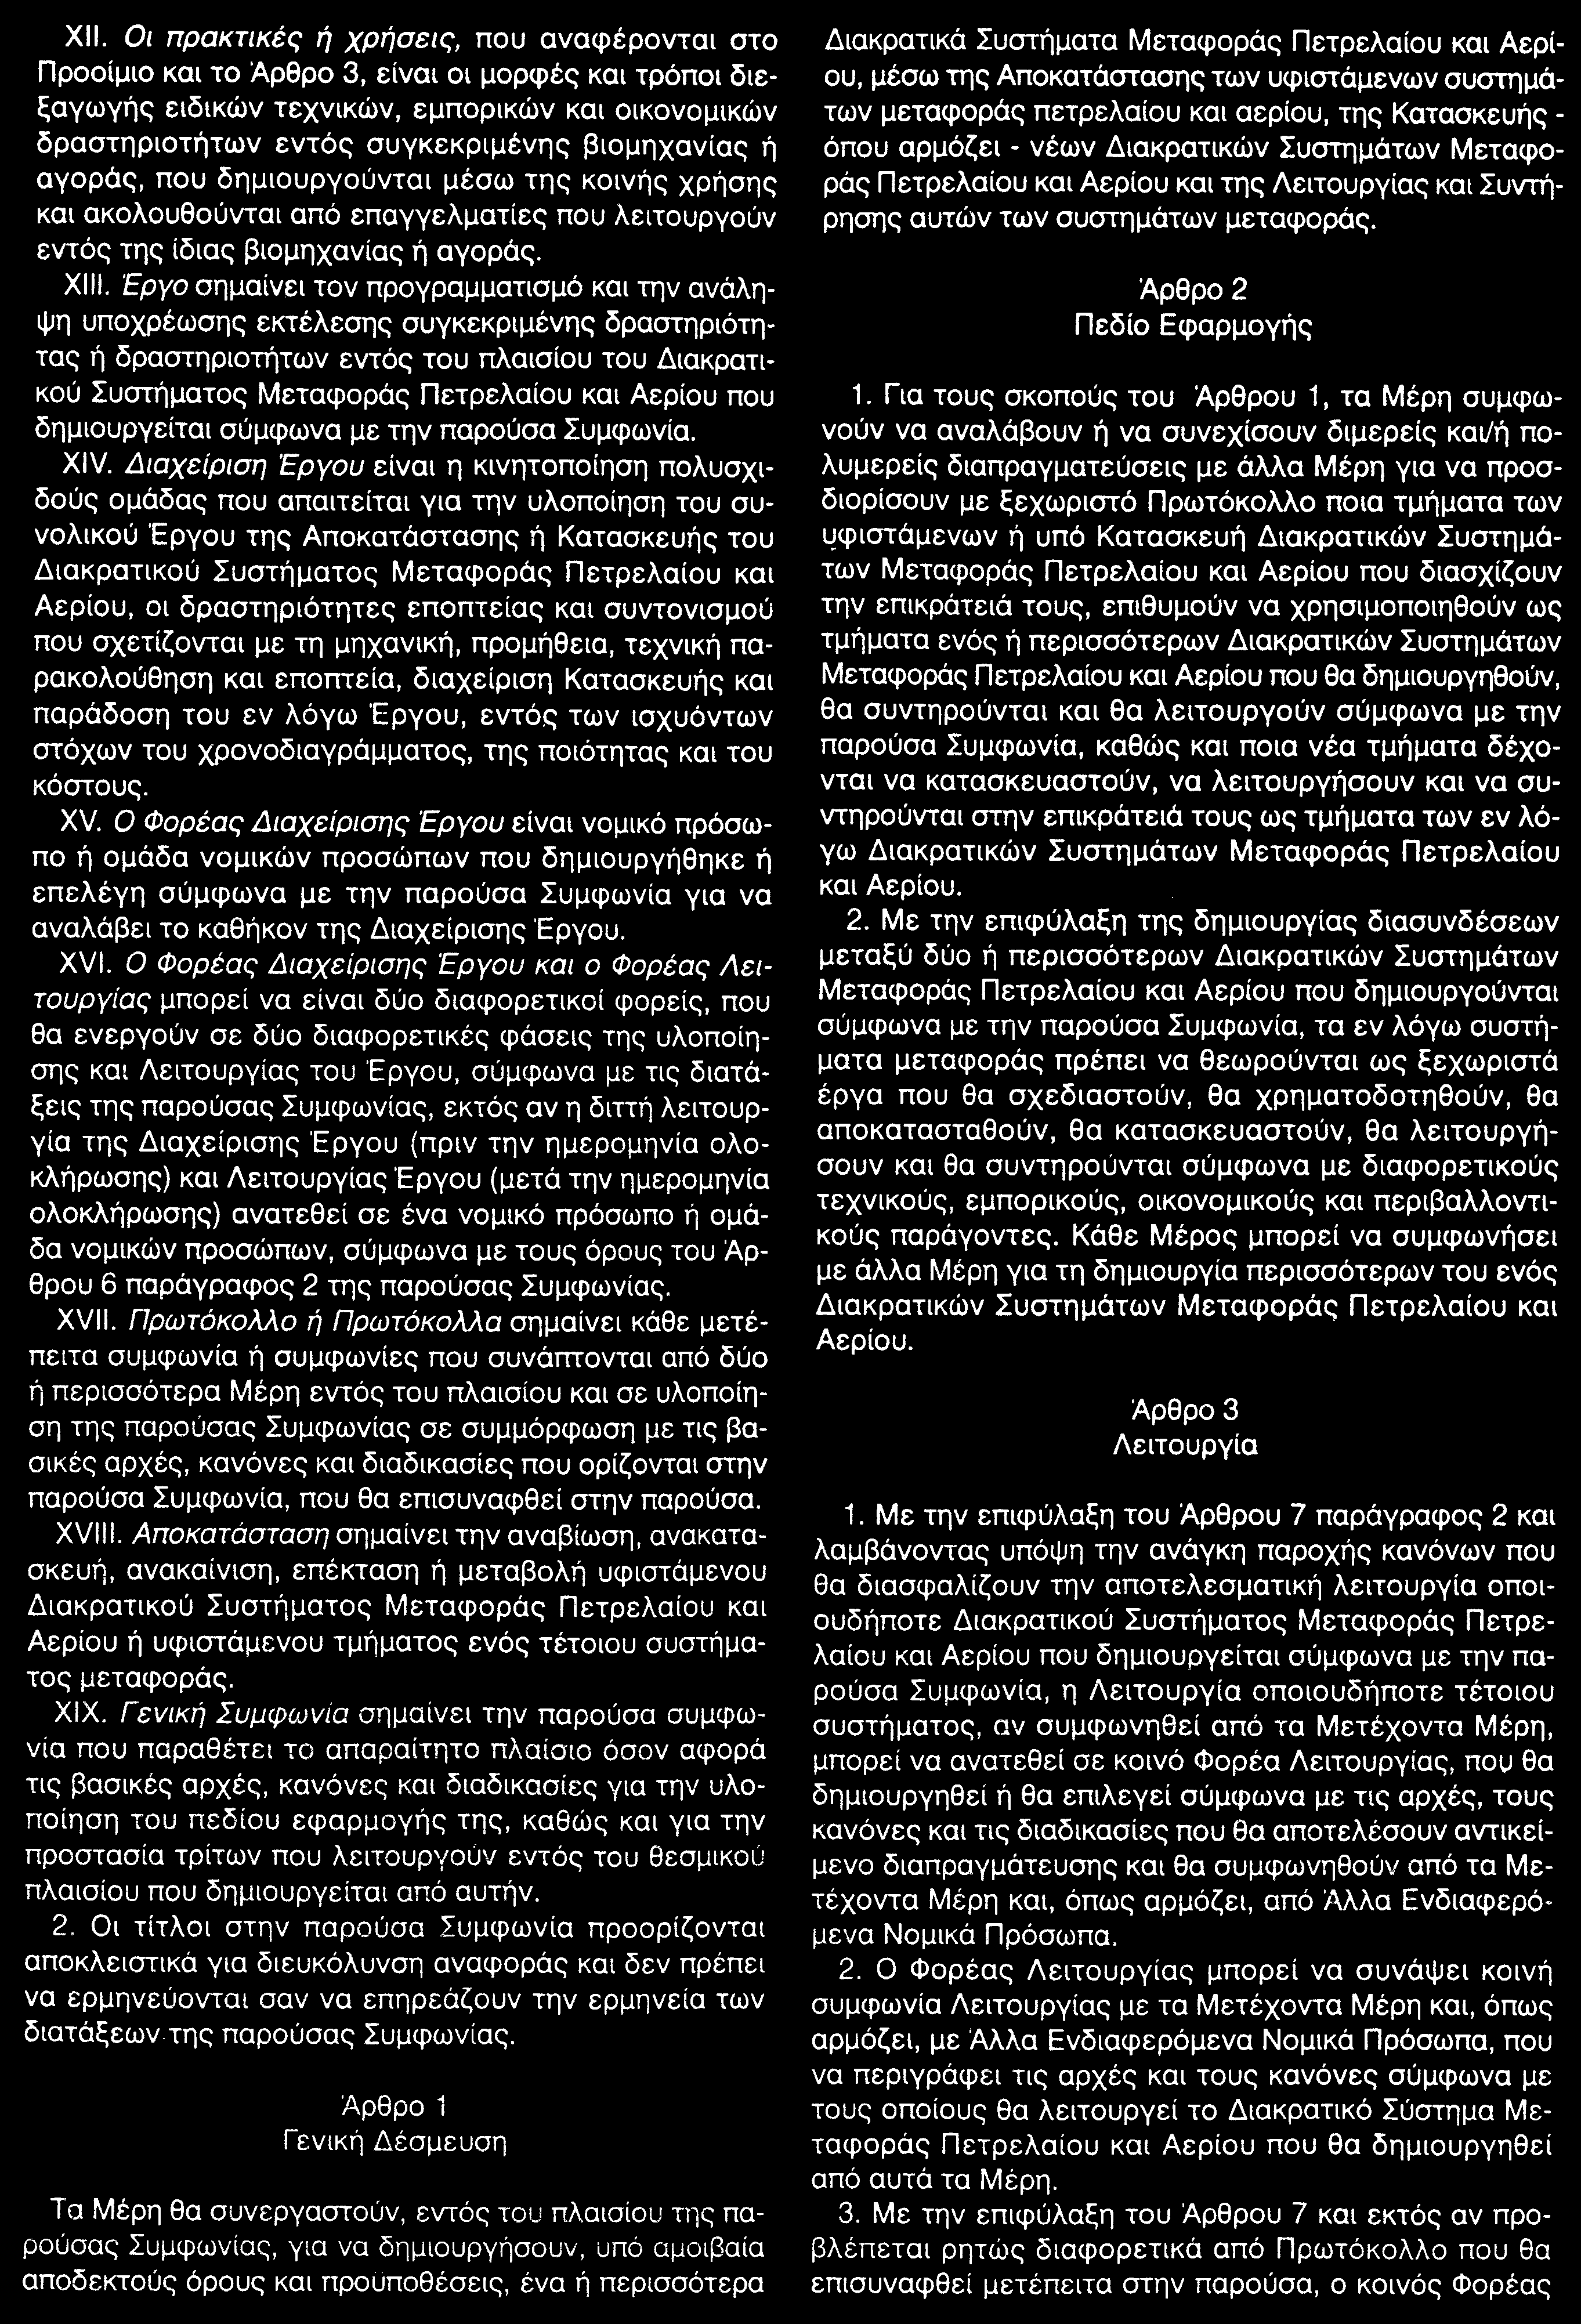 XII. Οι πρακτικές ή χρήσεις, που αναφέρονται στο
Προοίμιο και το Άρθρο 3, είναι οι μορφές και τρόποι διε-
ξαγωγής ειδικών τεχνικών, εμπορικών και οικονομικών
δραστηριοτήτων εντός συγκεκριμένης βιομηχανίας ή
αγοράς, που δημιουργούνται μέσω της κοινής χρήσης
και ακολουθούνται από επαγγελματίες που λειτουργούν
εντός της ίδιας βιομηχανίας ή αγοράς.
XIII. Έργο σημαίνει τον προγραμματισμό και την ανάλη-
ψη υποχρέωσης εκτέλεσης συγκεκριμένης δραστηριότη-
τας ή δραστηριοτήτων εντός του πλαισίου του Διακρατι-
κού Συστήματος Μεταφοράς Πετρελαίου και Αερίου που
δημιουργείται σύμφωνα με την παρούσα Συμφωνία.
XIV. Διαχείριση Έργου είναι η κινητοποίηση πολυσχι-
δούς ομάδας που απαιτείται για την υλοποίηση του συ-
νολικού Έργου της Αποκατάστασης ή Κατασκευής του
Διακρατικού Συστήματος Μεταφοράς Πετρελαίου και
Αερίου, οι δραστηριότητες εποπτείας και συντονισμού
που σχετίζονται με τη μηχανική, προμήθεια, τεχνική πα-
ρακολούθηση και εποπτεία, διαχείριση Κατασκευής και
παράδοση του εν λόγω Έργου, εντός των ισχυόντων
στόχων του χρονοδιαγράμματος, της ποιότητας και του
κόστους.
XV. Ο Φορέας Διαχείρισης Έργου είναι νομικό πρόσω-
πο ή ομάδα νομικών προσώπων που δημιουργήθηκε ή
επελέγη σύμφωνα με την παρούσα Συμφωνία για να
αναλάβει το καθήκον της Διαχείρισης Έργου.
XVI. Ο Φορέας Διαχείρισης Έργου και ο Φορέας Λει-
τουργίας μπορεί να είναι δύο διαφορετικοί φορείς, που
θα ενεργούν σε δύο διαφορετικές φάσεις της υλοποίη-
σης και Λειτουργίας του Έργου, σύμφωνα με τις διατά-
ξεις της παρούσας Συμφωνίας, εκτός αν η διττή λειτουρ-
γία της Διαχείρισης Έργου (πριν την ημερομηνία ολο-
κλήρωσης) και Λειτουργίας Έργου (μετά την ημερομηνία
ολοκλήρωσης) ανατεθεί σε ένα νομικό πρόσωπο ή ομά-
δα νομικών προσώπων, σύμφωνα με τους όρους του Άρ-
θρου 6 παράγραφος 2 της παρούσας Συμφωνίας.
XVII. Πρωτόκολλο ή Πρωτόκολλα σημαίνει κάθε μετέ-
πειτα συμφωνία ή συμφωνίες που συνάπτονται από δύο
ή περισσότερα Μέρη εντός του πλαισίου και σε υλοποίη-
ση της παρούσας Συμφωνίας σε συμμόρφωση με τις βα-
σικές αρχές, κανόνες και διαδικασίες που ορίζονται στην
παρούσα Συμφωνία, που θα επισυναφθεί στην παρούσα.
XVIII. Αποκατάσταση σημαίνει την αναβίωση, ανακατα-
σκευή, ανακαίνιση, επέκταση ή μεταβολή υφιστάμενου
Διακρατικού Συστήματος Μεταφοράς Πετρελαίου και
Αερίου ή υφιστάμενου τμήματος ενός τέτοιου συστήμα-
τος μεταφοράς.
XIX. Γενική Συμφωνία σημαίνει την παρούσα συμφω-
νία που παραθέτει το απαραίτητο πλαίσιο όσον αφορά
τις βασικές αρχές, κανόνες και διαδικασίες για την υλο-
ποίηση του πεδίου εφαρμογής της, καθώς και για την
προστασία τρίτων που λειτουργούν εντός του θεσμικού
πλαισίου που δημιουργείται από αυτήν.
2. Οι τίτλοι στην παρούσα Συμφωνία προορίζονται
αποκλειστικά για διευκόλυνση αναφοράς και δεν πρέπει
να ερμηνεύονται σαν να επηρεάζουν την ερμηνεία των
διατάξεων της παρούσας Συμφωνίας.
Άρθρο 1
Γενική Δέσμευση
Τα Μέρη θα συνεργαστούν, εντός του πλαισίου της πα-
ρούσας Συμφωνίας, για να δημιουργήσουν, υπό αμοιβαία
αποδεκτούς όρους και προϋποθέσεις, ένα ή περισσότερα
Διακρατικά Συστήματα Μεταφοράς Πετρελαίου και Αερί-
ου, μέσω της Αποκατάστασης των υφιστάμενων συστημά-
των μεταφοράς πετρελαίου και αερίου, της Κατασκευής -
όπου αρμόζει - νέων Διακρατικών Συστημάτων Μεταφο-
ράς Πετρελαίου και Αερίου και της Λειτουργίας και Συντή-
ρησης αυτών των συστημάτων μεταφοράς.
Άρθρο 2
Πεδίο Εφαρμογής
1. Για τους σκοπούς του Άρθρου 1, τα Μέρη συμφω-
νούν να αναλάβουν ή να συνεχίσουν διμερείς και/ή πο-
λυμερείς διαπραγματεύσεις με άλλα Μέρη για να προσ-
διορίσουν με ξεχωριστό Πρωτόκολλο ποια τμήματα των
υφιστάμενων ή υπό Κατασκευή Διακρατικών Συστημά-
των Μεταφοράς Πετρελαίου και Αερίου που διασχίζουν
την επικράτειά τους, επιθυμούν να χρησιμοποιηθούν ως
τμήματα ενός ή περισσότερων Διακρατικών Συστημάτων
Μεταφοράς Πετρελαίου και Αερίου που θα δημιουργηθούν,
θα συντηρούνται και θα λειτουργούν σύμφωνα με την
παρούσα Συμφωνία, καθώς και ποια νέα τμήματα δέχο-
νται να κατασκευαστούν, να λειτουργήσουν και να συ-
ντηρούνται στην επικράτειά τους ως τμήματα των εν λό-
γω Διακρατικών Συστημάτων Μεταφοράς Πετρελαίου
και Αερίου.
2. Με την επιφύλαξη της δημιουργίας διασυνδέσεων
μεταξύ δύο ή περισσότερων Διακρατικών Συστημάτων
Μεταφοράς Πετρελαίου και Αερίου που δημιουργούνται
σύμφωνα με την παρούσα Συμφωνία, τα εν λόγω συστή-
ματα μεταφοράς πρέπει να θεωρούνται ως ξεχωριστά
έργα που θα σχεδιαστούν, θα χρηματοδοτηθούν, θα
αποκατασταθούν, θα κατασκευαστούν, θα λειτουργή-
σουν και θα συντηρούνται σύμφωνα με διαφορετικούς
τεχνικούς, εμπορικούς, οικονομικούς και περιβαλλοντι-
κούς παράγοντες. Κάθε Μέρος μπορεί να συμφωνήσει
με άλλα Μέρη για τη δημιουργία περισσότερων του ενός
Διακρατικών Συστημάτων Μεταφοράς Πετρελαίου και
Αερίου.
Άρθρο 3
Λειτουργία
1. Με την επιφύλαξη του Άρθρου 7 παράγραφος 2 και
λαμβάνοντας υπόψη την ανάγκη παροχής κανόνων που
θα διασφαλίζουν την αποτελεσματική λειτουργία οποι-
ουδήποτε Διακρατικού Συστήματος Μεταφοράς Πετρε-
λαίου και Αερίου που δημιουργείται σύμφωνα με την πα-
ρούσα Συμφωνία, η Λειτουργία οποιουδήποτε τέτοιου
συστήματος, αν συμφωνηθεί από τα Μετέχοντα Μέρη,
μπορεί να ανατεθεί σε κοινό Φορέα Λειτουργίας, που θα
δημιουργηθεί ή θα επιλεγεί σύμφωνα με τις αρχές, τους
κανόνες και τις διαδικασίες που θα αποτελέσουν αντικεί-
μενο διαπραγμάτευσης και θα συμφωνηθούν από τα Με-
τέχοντα Μέρη και, όπως αρμόζει, από Άλλα Ενδιαφερό-
μενα Νομικά Πρόσωπα.
2. Ο Φορέας Λειτουργίας μπορεί να συνάψει κοινή
συμφωνία Λειτουργίας με τα Μετέχοντα Μέρη και, όπως
αρμόζει, με Άλλα Ενδιαφερόμενα Νομικά Πρόσωπα, που
να περιγράφει τις αρχές και τους κανόνες σύμφωνα με
τους οποίους θα λειτουργεί το Διακρατικό Σύστημα Με-
ταφοράς Πετρελαίου και Αερίου που θα δημιουργηθεί
από αυτά τα Μέρη.
3. Με την επιφύλαξη του Άρθρου 7 και εκτός αν προ-
βλέπεται ρητώς διαφορετικά από Πρωτόκολλο που θα
επισυναφθεί μετέπειτα στην παρούσα, ο κοινός Φορέας